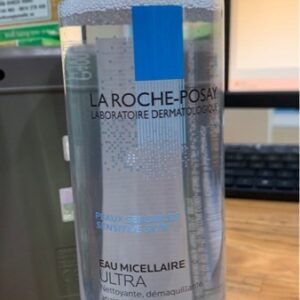 LA ROCHE-POSAY
LABORATOIRE DERMATOLOGIQUE
PEAUX SENSIBLES
SENSITIVE SKIN
EAU MICELLAIRE
ULTRA
Nettoyante, démaquillante